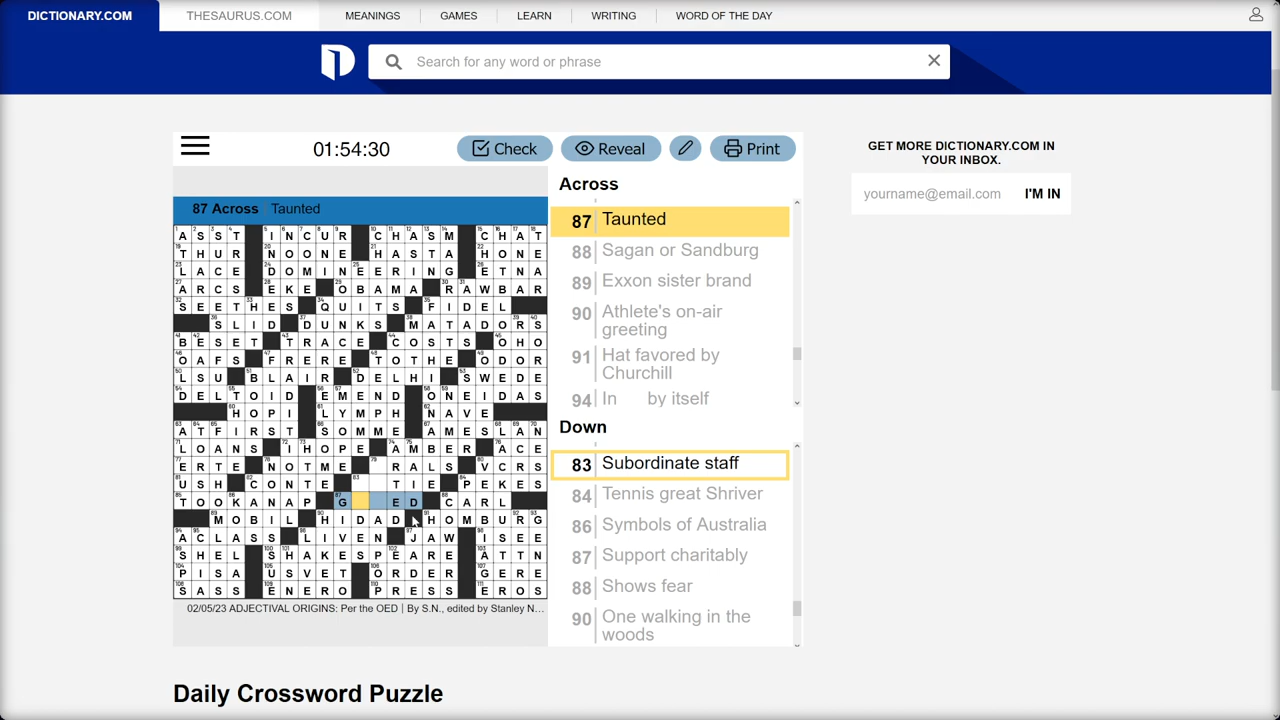 DICTIONARY.COM
THESAURUS.COM
MEANINGS
GAMES
LEARN
WRITING
WORD OF THE DAY
Search for any word or phrase
01:54:30
Check
Reveal
Print
87 Across Taunted
A S S T I N C U R C H A S M C H A T
T H U R N O O N E H A S T A H O N E
L A C E D O M I N E E R I N G E T N A
A R C S E K E O B A M A R A W B A R
S E E T H E S Q U I T S F I D E L
S L I D D U N K S M A T A D O R S
B E S E T T R A C E C O S T S O H O
O A F S F R E R E T O T H E O D O R
L S U B L A I R D E L H I S W E D E
D E L T O I D E M E N D O N E I D A S
H O P I L Y M P H N A V E
A T F I R S T S O M M E A M E S L A N
L O A N S I H O P E A M B E R A C E
E R T E N O T M E R A L S V C R S
U S H C O N T E T I E P E K E S
T O O K A N A P G E D C A R L
M O B I L H I D A D H O M B U R G
A C L A S S L I V E N J A W I S E E
S H E L S H A K E S P E A R E A T T N
P I S A U S V E T O R D E R G E R E
S A S S E N E R O P R E S S E R O S
02/05/23 ADJECTIVAL ORIGINS: Per the OED | By S.N., edited by Stanley N...
Across
87 Taunted
88 Sagan or Sandburg
89 Exxon sister brand
90 Athlete's on-air
greeting
91 Hat favored by
Churchill
94 In by itself
Down
83 Subordinate staff
84 Tennis great Shriver
86 Symbols of Australia
87 Support charitably
88 Shows fear
90 One walking in the
woods
GET MORE DICTIONARY.COM IN
YOUR INBOX.
yourname@email.com
I'M IN
Daily Crossword Puzzle